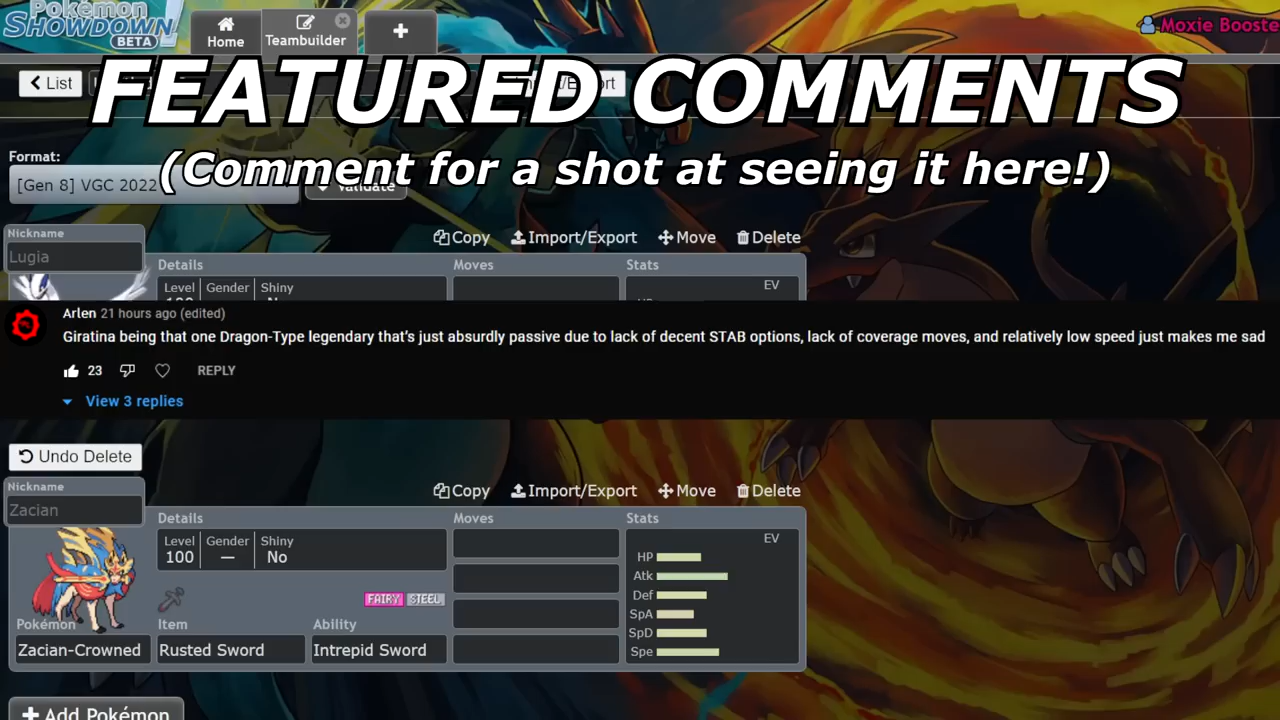 Pokémon
SHOWDOWN!
BETA
Home
Teambuilder
Moxie Booste
List
FEATURED COMMENTS
(Comment for a shot at seeing it here!)
Format:
[Gen 8] VGC 2022
Validate
Nickname
Lugia
Copy Import/Export Move Delete
Details Moves Stats
Level Gender Shiny EV
Arlen 21 hours ago (edited)
Giratina being that one Dragon-Type legendary that's just absurdly passive due to lack of decent STAB options, lack of coverage moves, and relatively low speed just makes me sad
23 REPLY
View 3 replies
Undo Delete
Nickname
Zacian
Copy Import/Export Move Delete
Details Moves Stats
Level Gender Shiny EV
100 — No
HP
Atk
Def
FAIRY STEEL
SpA
SpD
Spe
Pokémon Item Ability
Zacian-Crowned Rusted Sword Intrepid Sword
Add Pokémon